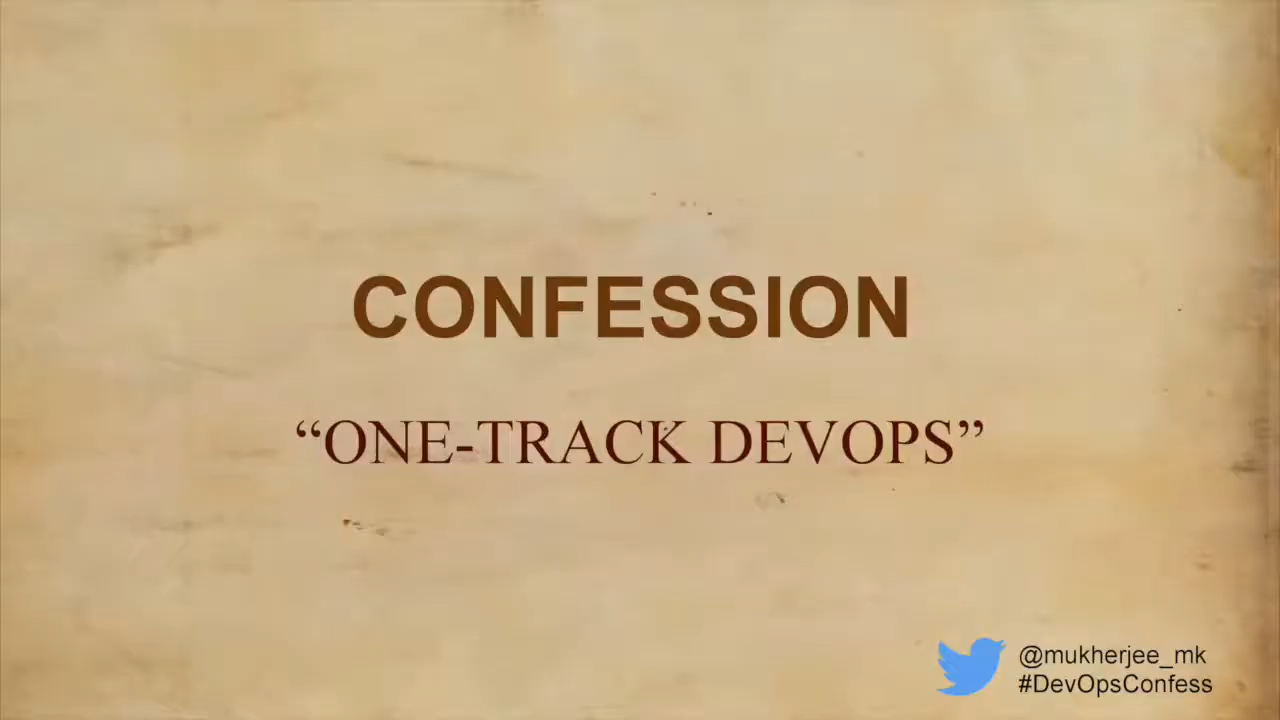 CONFESSION
“ONE-TRACK DEVOPS”
@mukherjee_mk
#DevOpsConfess